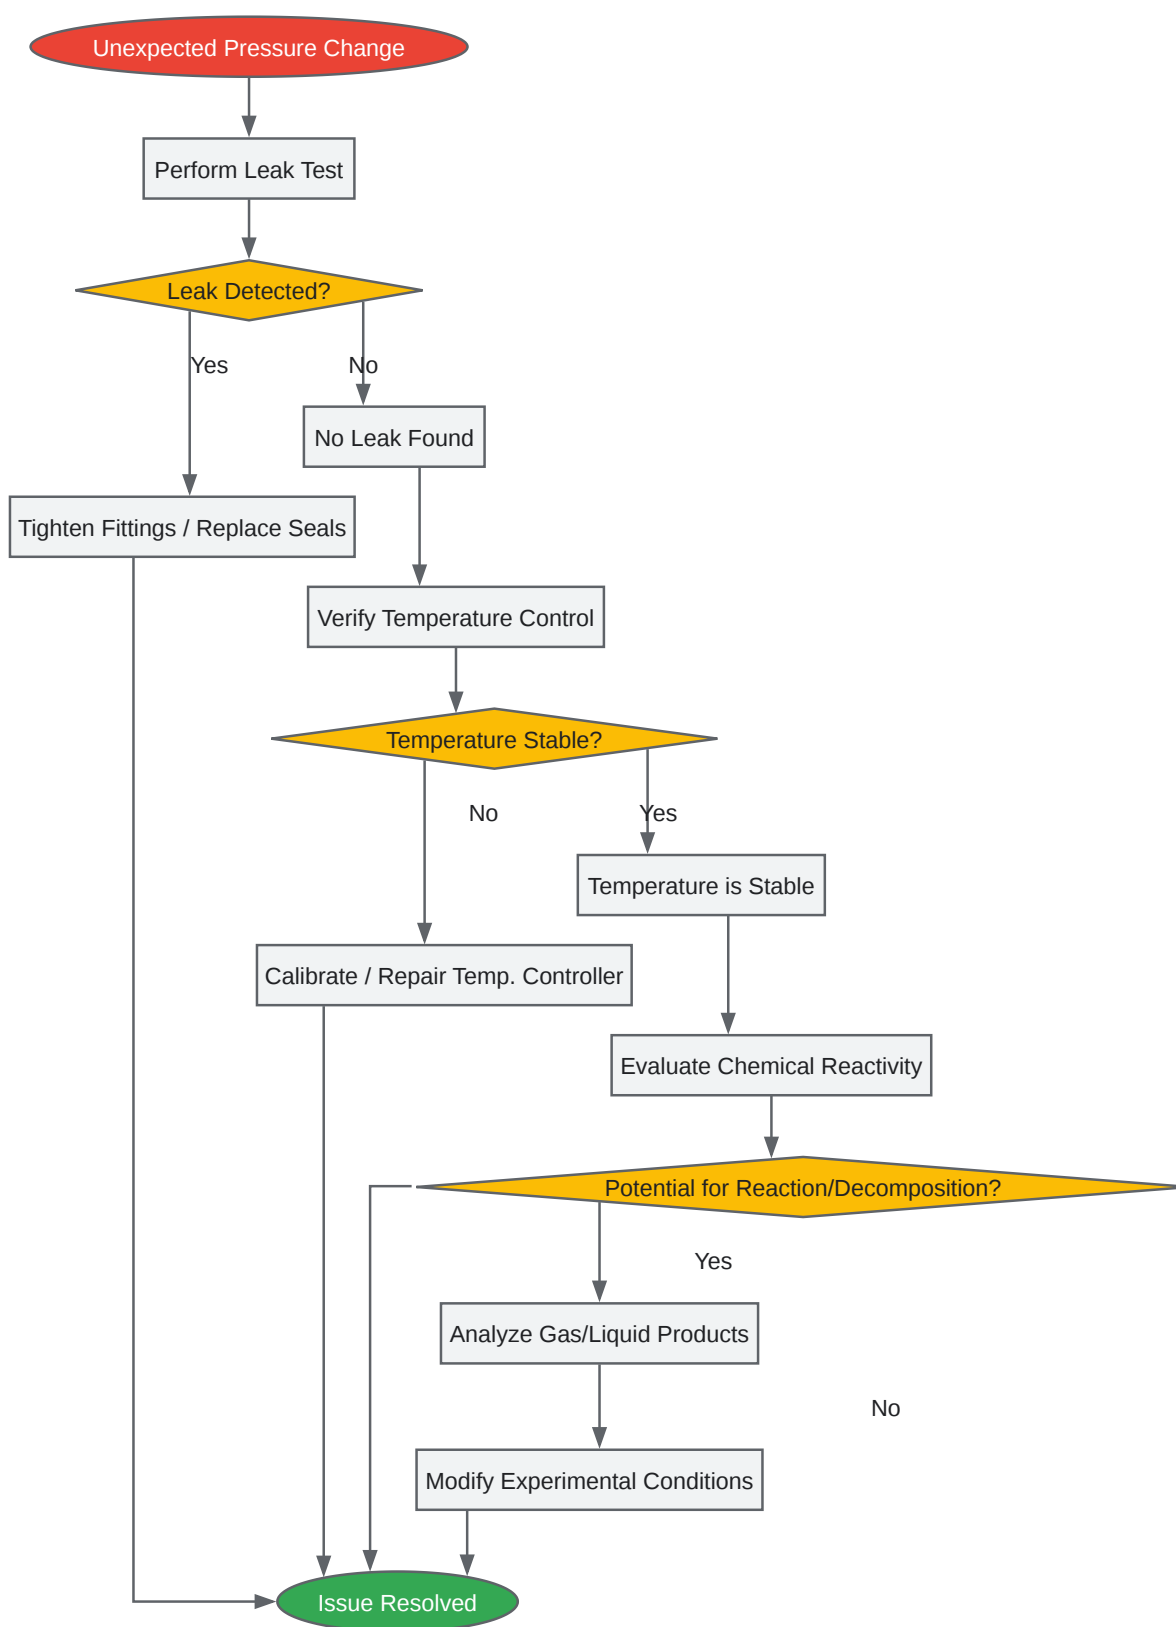 Unexpected Pressure Change
Perform Leak Test
Leak Detected?
Yes
No
No Leak Found
Tighten Fittings / Replace Seals
Verify Temperature Control
Temperature Stable?
No
Yes
Temperature is Stable
Calibrate / Repair Temp. Controller
Evaluate Chemical Reactivity
Potential for Reaction/Decomposition?
Yes
Analyze Gas/Liquid Products
No
Modify Experimental Conditions
Issue Resolved